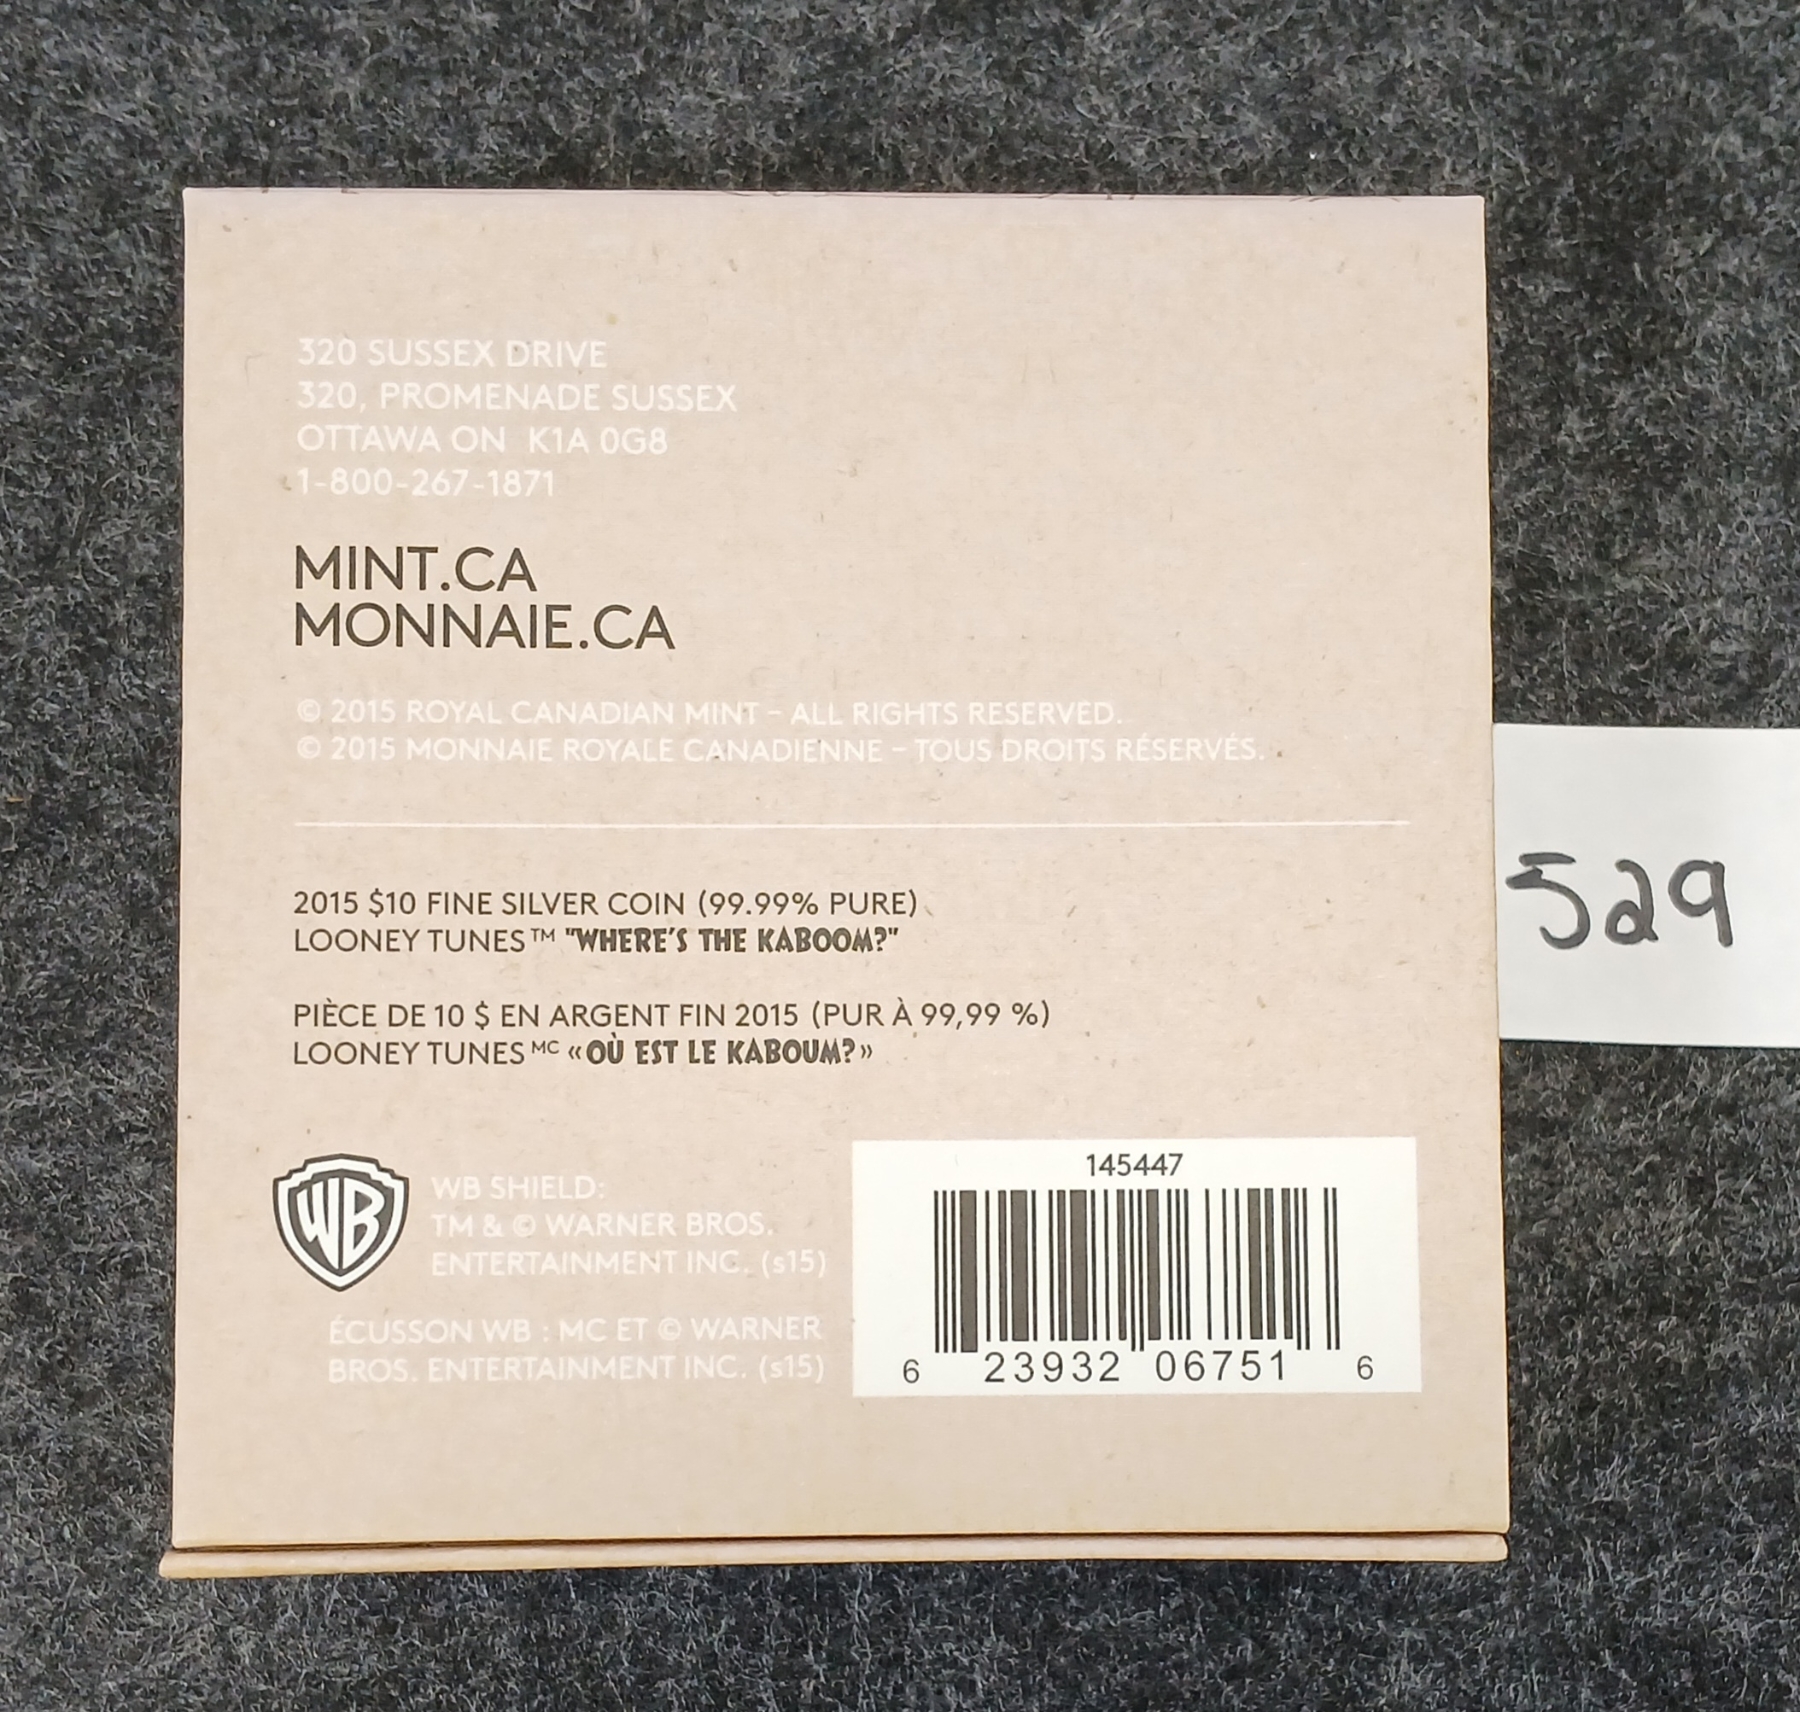 320 SUSSEX DRIVE
320, PROMENADE SUSSEX
OTTAWA ON K1A 0G8
1-800-267-1871
MINT.CA
MONNAIE.CA
© 2015 ROYAL CANADIAN MINT – ALL RIGHTS RESERVED.
© 2015 MONNAIE ROYALE CANADIENNE – TOUS DROITS RÉSERVÉS.
2015 $10 FINE SILVER COIN (99.99% PURE)
LOONEY TUNES™ "WHERE'S THE KABOOM?"
PIÈCE DE 10 $ EN ARGENT FIN 2015 (PUR À 99,99 %)
LOONEY TUNES MC «OÙ EST LE KABOUM?»
WB
WB SHIELD:
TM & © WARNER BROS.
ENTERTAINMENT INC. (s15)
ÉCUSSON WB : MC ET © WARNER
BROS. ENTERTAINMENT INC. (s15)
145447
6 23932 06751 6
529